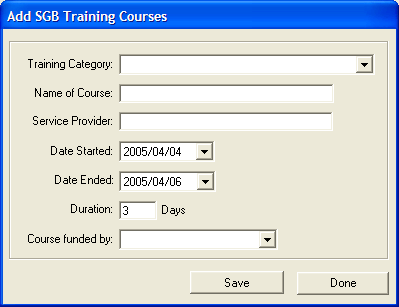 Add SGB Training Courses
Training Category:
Name of Course:
Service Provider:
Date Started: 2005/04/04
Date Ended: 2005/04/06
Duration: 3 Days
Course funded by:
Save Done